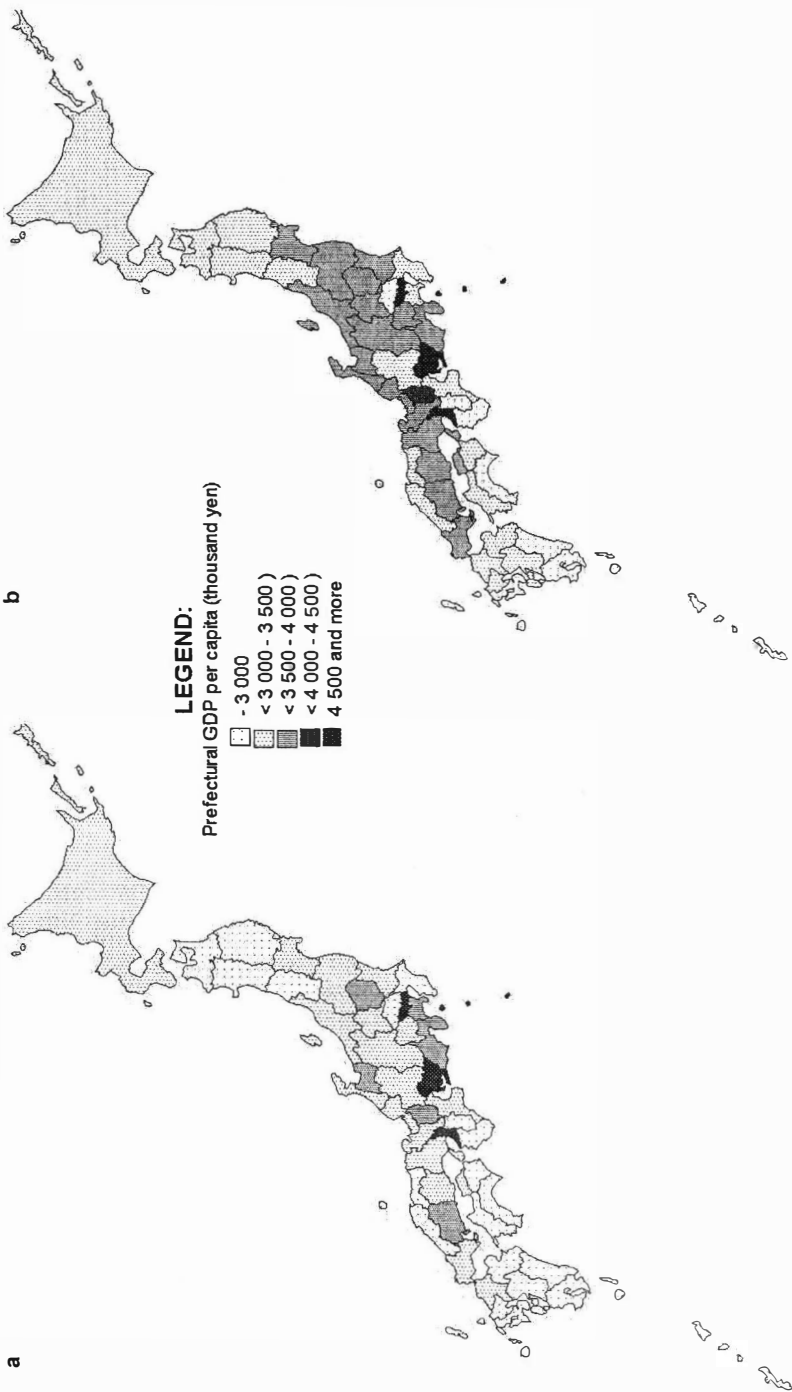 a
b
LEGEND:
Prefectural GDP per capita (thousand yen)
- 3 000
< 3 000 - 3 500 )
< 3 500 - 4 000 )
< 4 000 - 4 500 )
4 500 and more